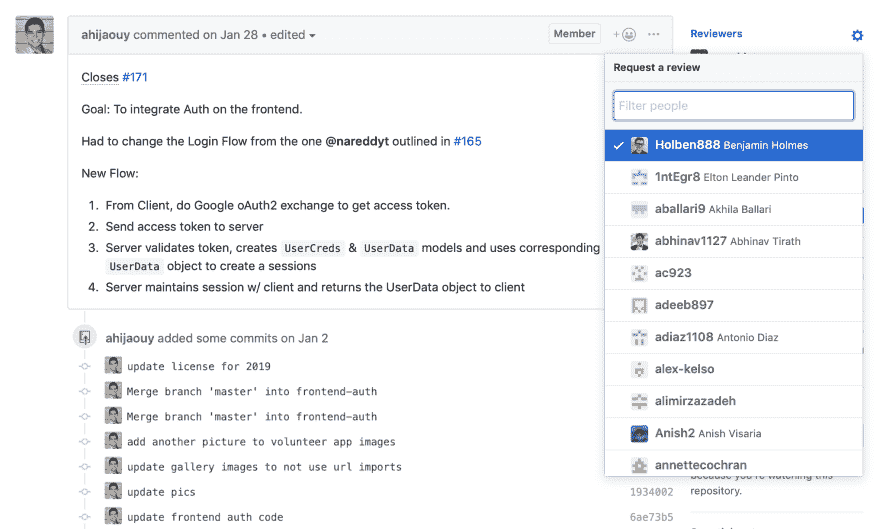 ahijaouy commented on Jan 28 • edited
Member
Reviewers
Closes #171
Goal: To integrate Auth on the frontend.
Had to change the Login Flow from the one @nareddyt outlined in #165
New Flow:
1. From Client, do Google oAuth2 exchange to get access token.
2. Send access token to server
3. Server validates token, creates UserCreds & UserData models and uses corresponding
UserData object to create a sessions
4. Server maintains session w/ client and returns the UserData object to client
ahijaouy added some commits on Jan 2
update license for 2019
Merge branch 'master' into frontend-auth
Merge branch 'master' into frontend-auth
add another picture to volunteer app images
update gallery images to not use url imports
update pics
1934002
update frontend auth code
6ae73b5
Request a review
Filter people
Holben888 Benjamin Holmes
1ntEgr8 Elton Leander Pinto
aballari9 Akhila Ballari
abhinav1127 Abhinav Tirath
ac923
adeeb897
adiaz1108 Antonio Diaz
alex-kelso
alimirzazadeh
Anish2 Anish Visaria
annettecochran
because you're watching this
repository.